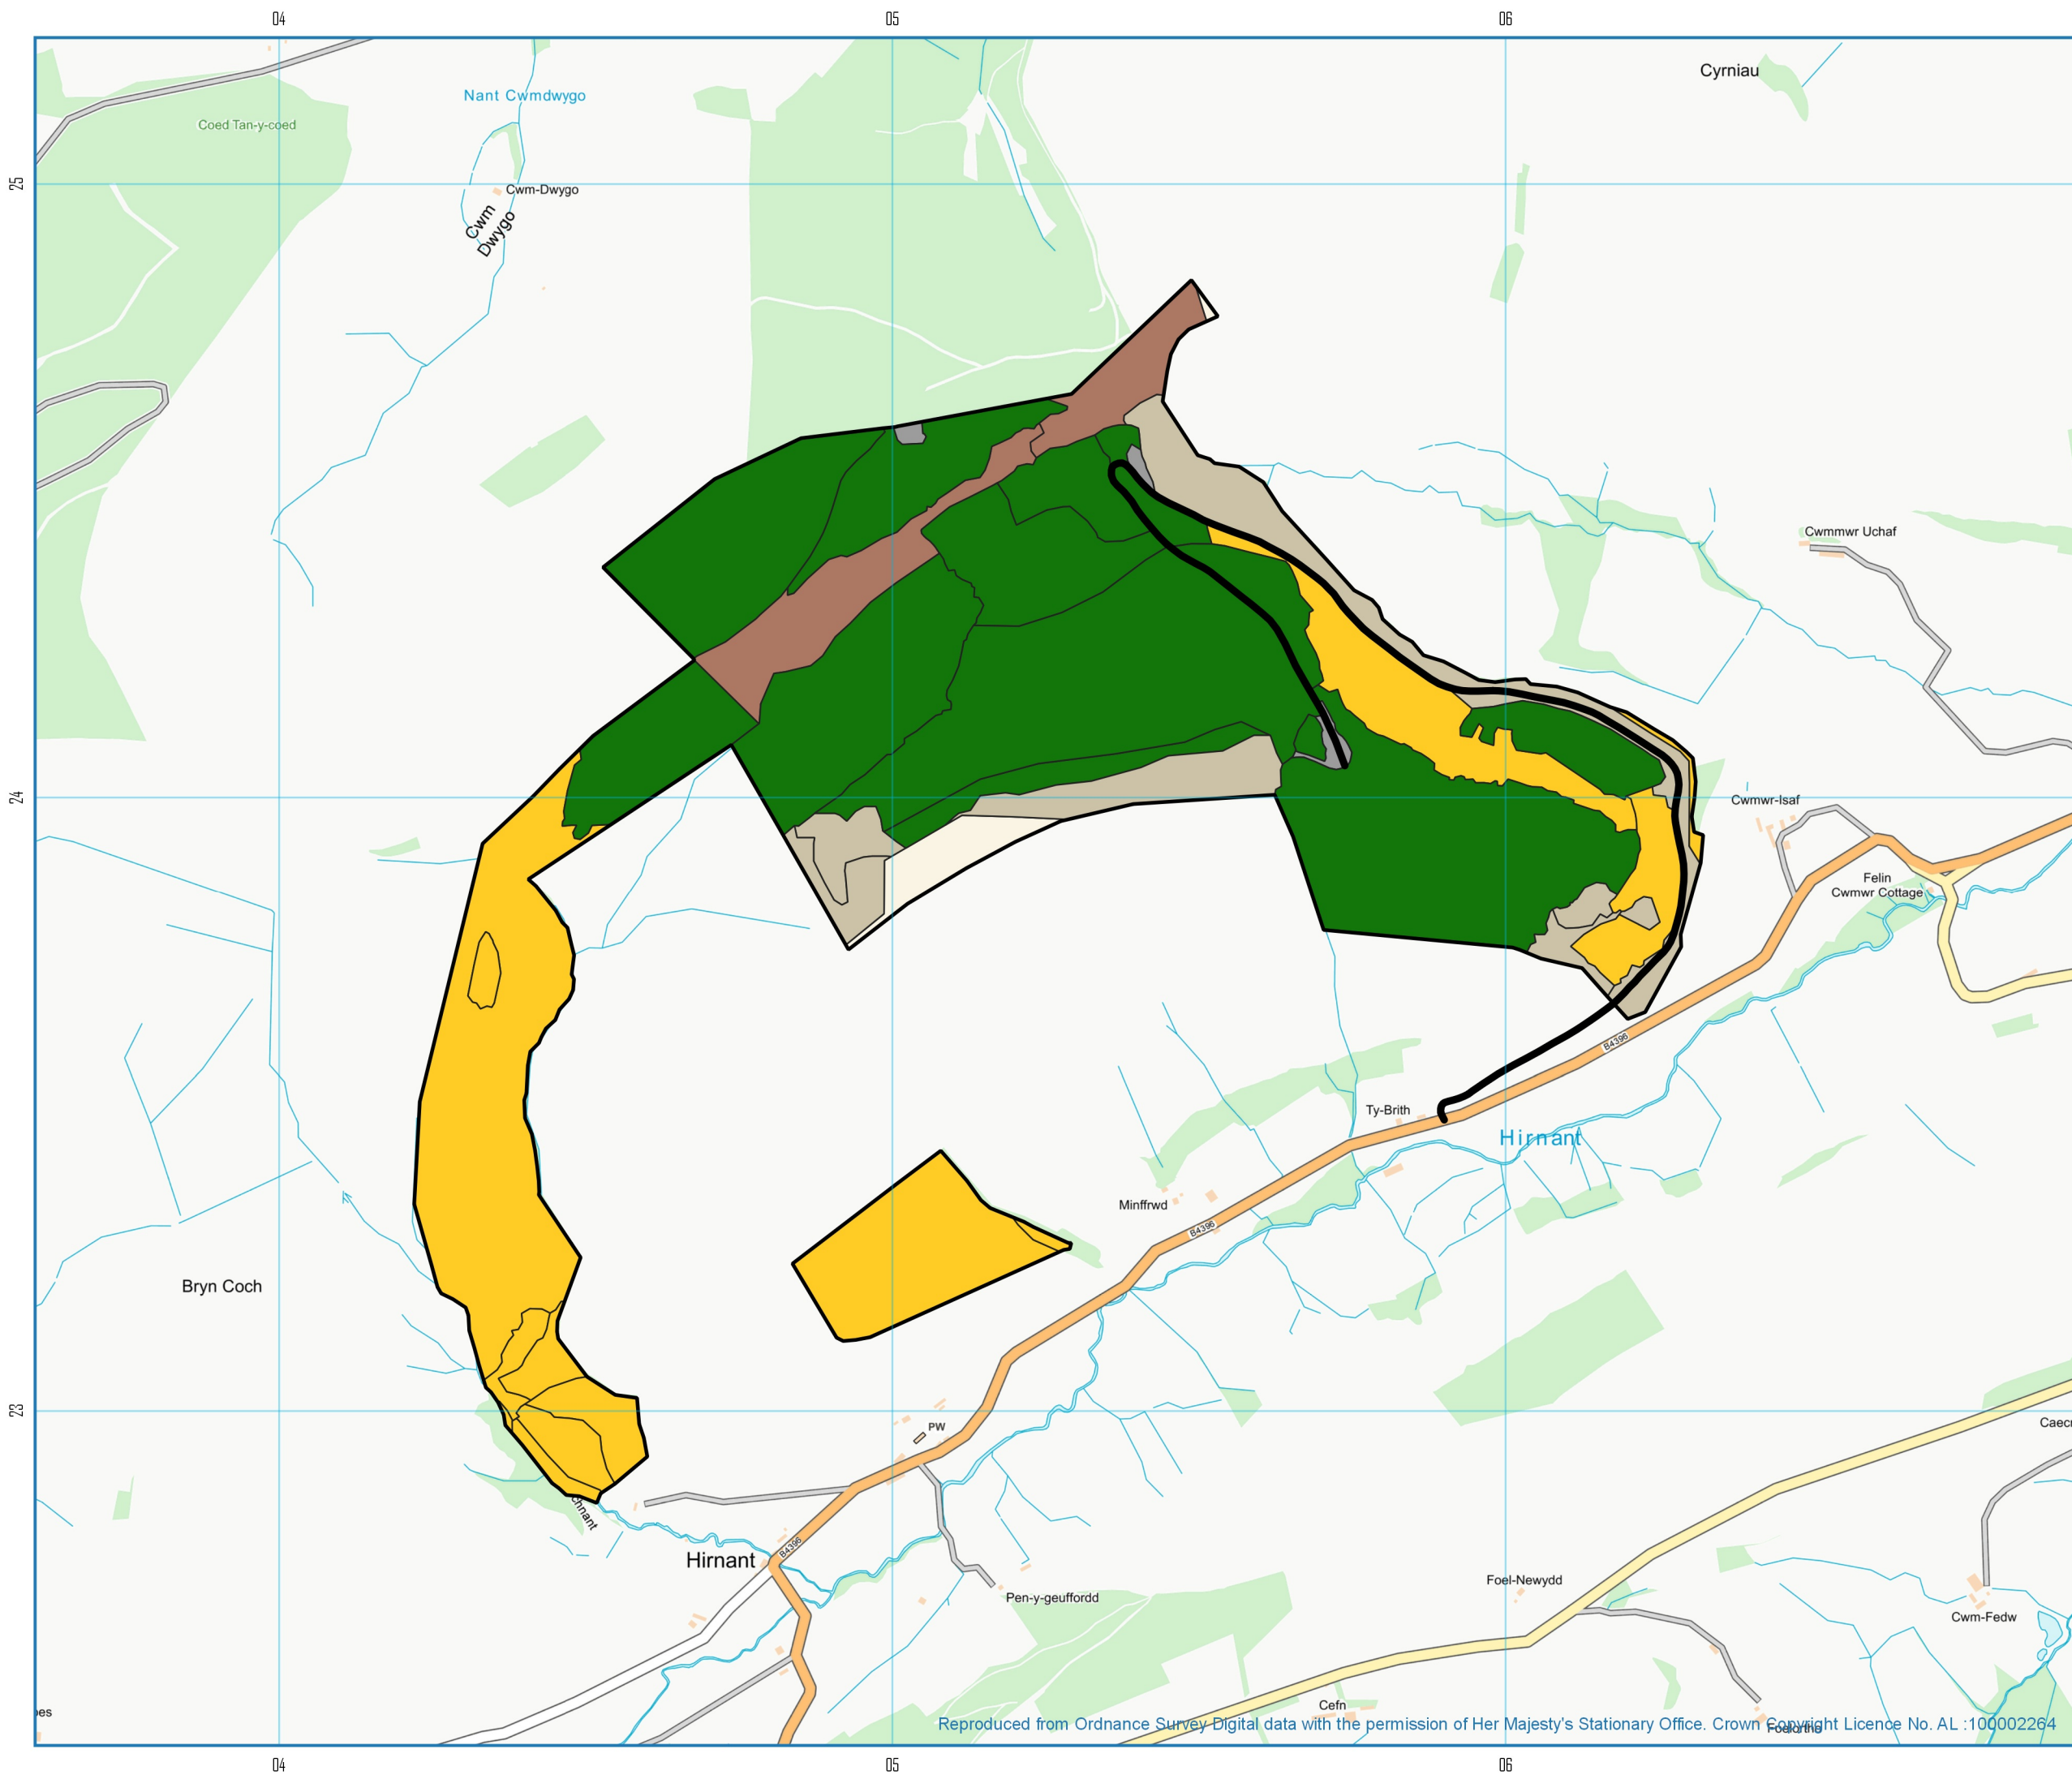 04 05 06
Cyrniau
Nant Cwmdwygo
Coed Tan-y-coed
25
Cwm-Dwygo
Cwm
Dwygo
Cwmmwr Uchaf
24
Cwmwr-Isaf
Felin
Cwmwr Cottage
B4396
Ty-Brith
Hirnant
Minffrwd
B4396
Bryn Coch
23
PW
Caecu
chnant
B4396
Hirnant
Foel-Newydd
Pen-y-geuffordd
Cwm-Fedw
Cefn
oes
Reproduced from Ordnance Survey Digital data with the permission of Her Majesty's Stationary Office. Crown Copyright Licence No. AL :100002264
04 05 06